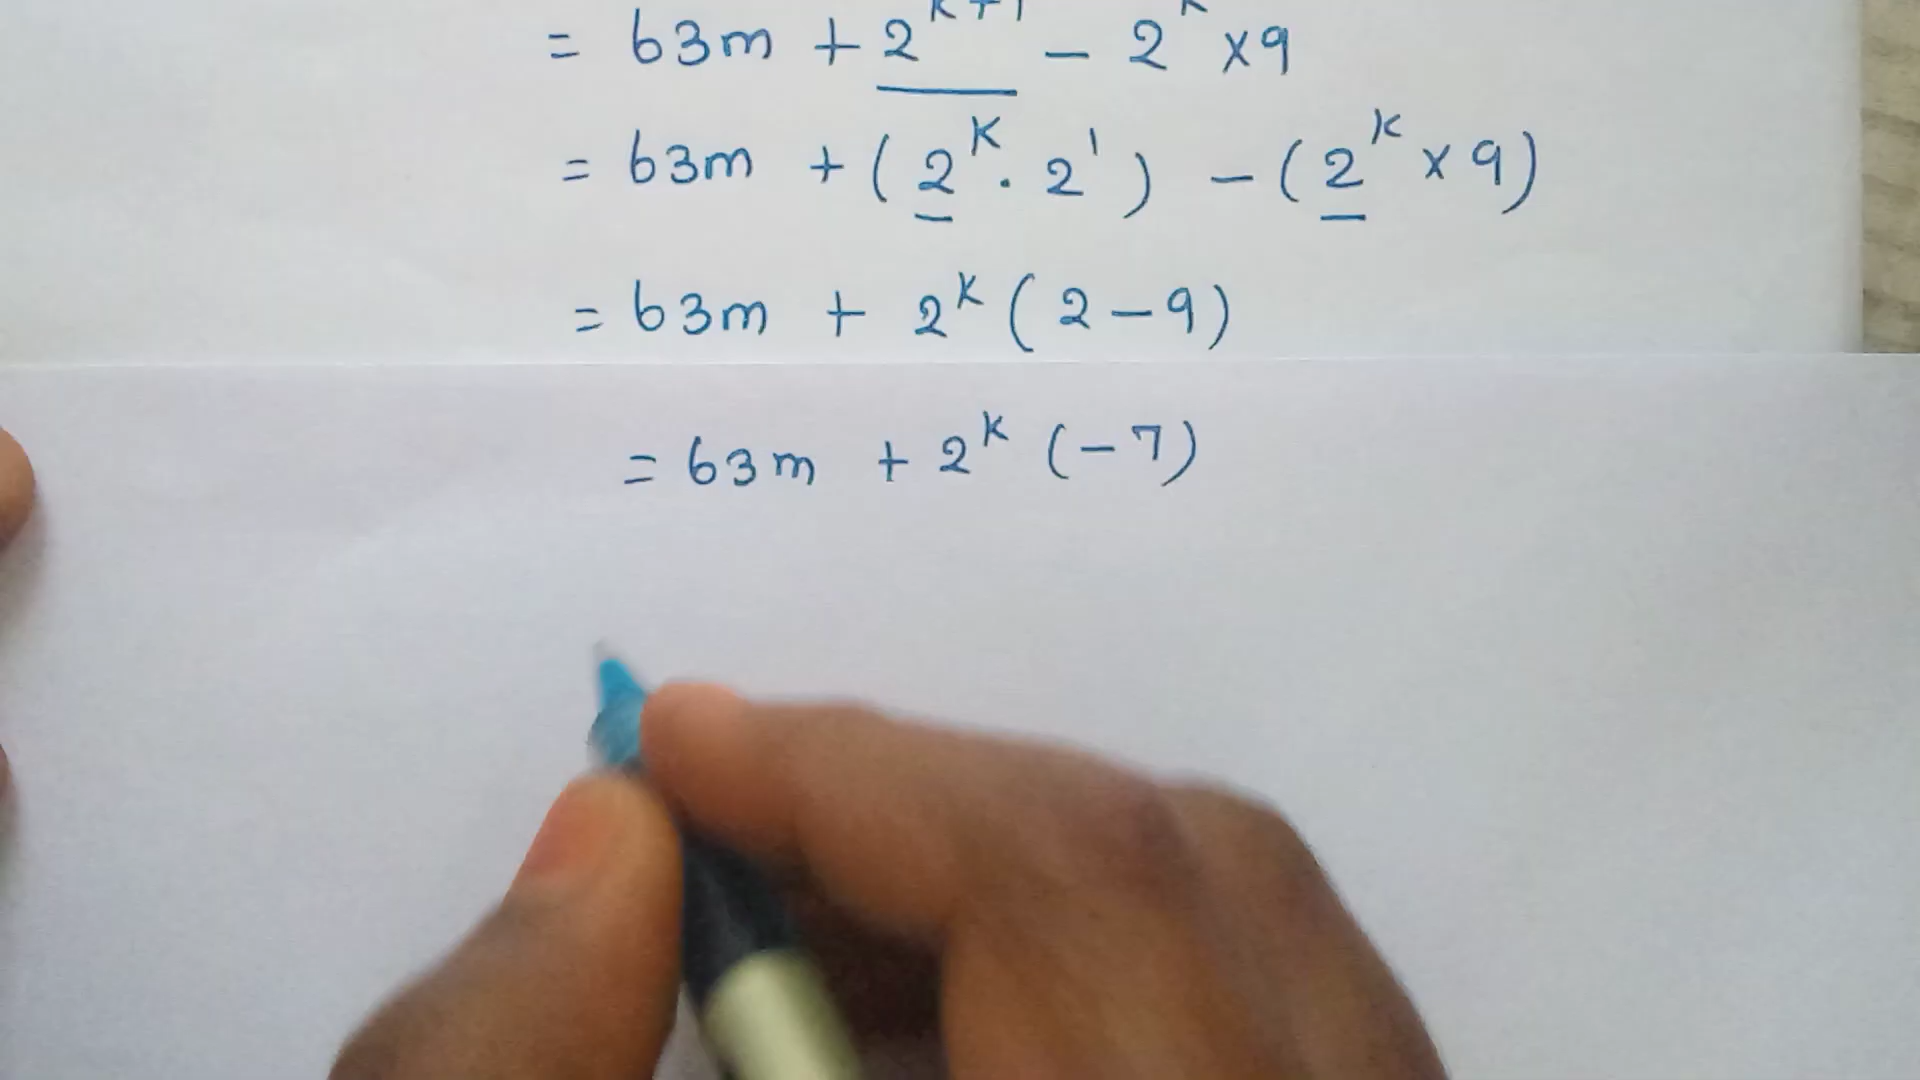 = 63m + 2^{k+1} - 2^k × 9
= 63m + (2^k · 2^1) - (2^k × 9)
= 63m + 2^k (2 - 9)
= 63m + 2^k (-7)